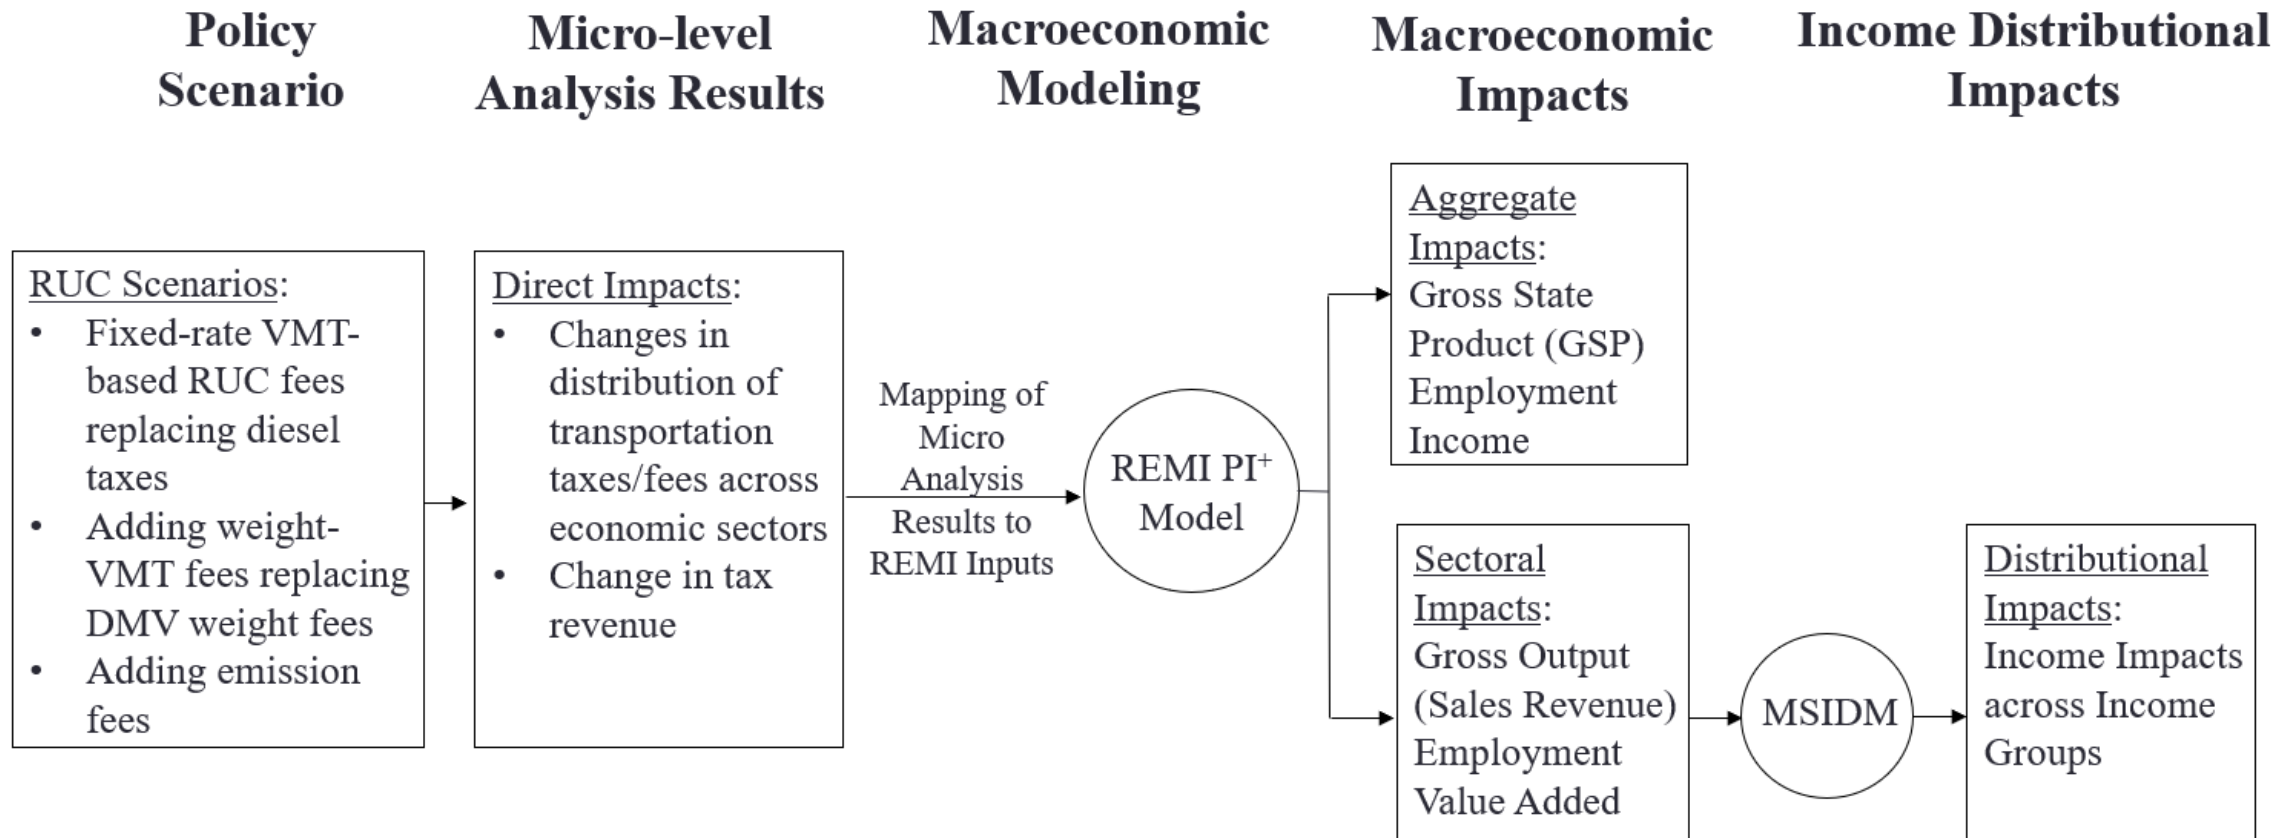 Policy
Scenario
Micro-level
Analysis Results
Macroeconomic
Modeling
Macroeconomic
Impacts
Income Distributional
Impacts
RUC Scenarios:
• Fixed-rate VMT-
based RUC fees
replacing diesel
taxes
• Adding weight-
VMT fees replacing
DMV weight fees
• Adding emission
fees
Direct Impacts:
• Changes in
distribution of
transportation
taxes/fees across
economic sectors
• Change in tax
revenue
Mapping of
Micro
Analysis
Results to
REMI Inputs
REMI PI⁺
Model
Aggregate
Impacts:
Gross State
Product (GSP)
Employment
Income
Sectoral
Impacts:
Gross Output
(Sales Revenue)
Employment
Value Added
MSIDM
Distributional
Impacts:
Income Impacts
across Income
Groups